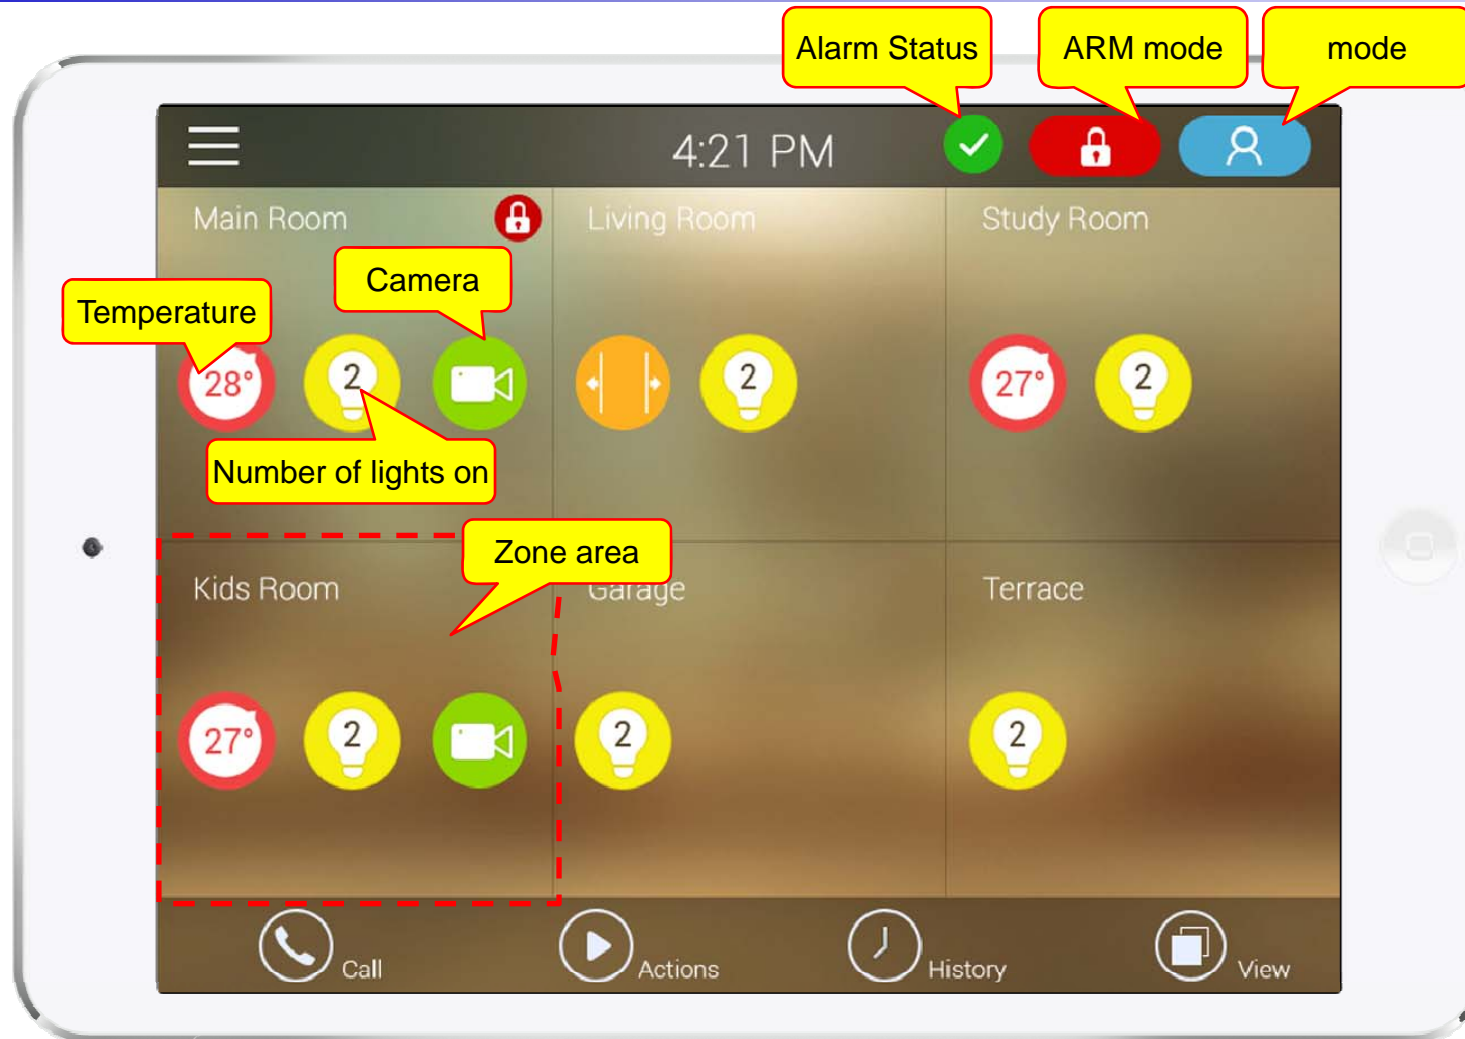 Alarm Status
ARM mode
mode
4:21 PM
Main Room
Living Room
Study Room
Camera
Temperature
28°
2
2
27°
2
Number of lights on
Zone area
Kids Room
Garage
Terrace
27°
2
2
2
Call
Actions
History
View